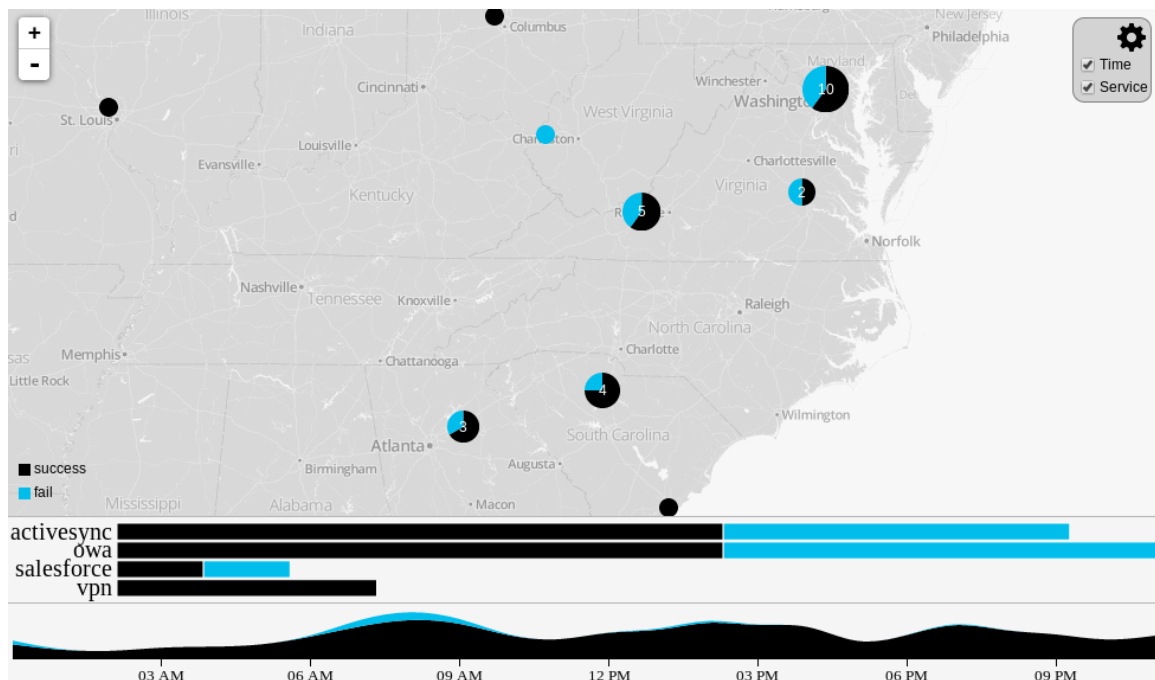 Illinois
+
-
Indiana
Columbus
New Jersey
Philadelphia
Time
Service
Maryland
Winchester
Cincinnati
10
Washingt
West Virginia
St. Louis
Louisville
Evansville
Charlottesville
Kentucky
Virginia
2
5
Norfolk
Nashville
Tennessee
Knoxville
Raleigh
North Carolina
Memphis
Chattanooga
Charlotte
Little Rock
4
Wilmington
3
Atlanta
South Carolina
success
Birmingham
Augusta
fail
Mississippi
Alabama
Macon
activesync
owa
salesforce
vpn
03 AM
06 AM
09 AM
12 PM
03 PM
06 PM
09 PM